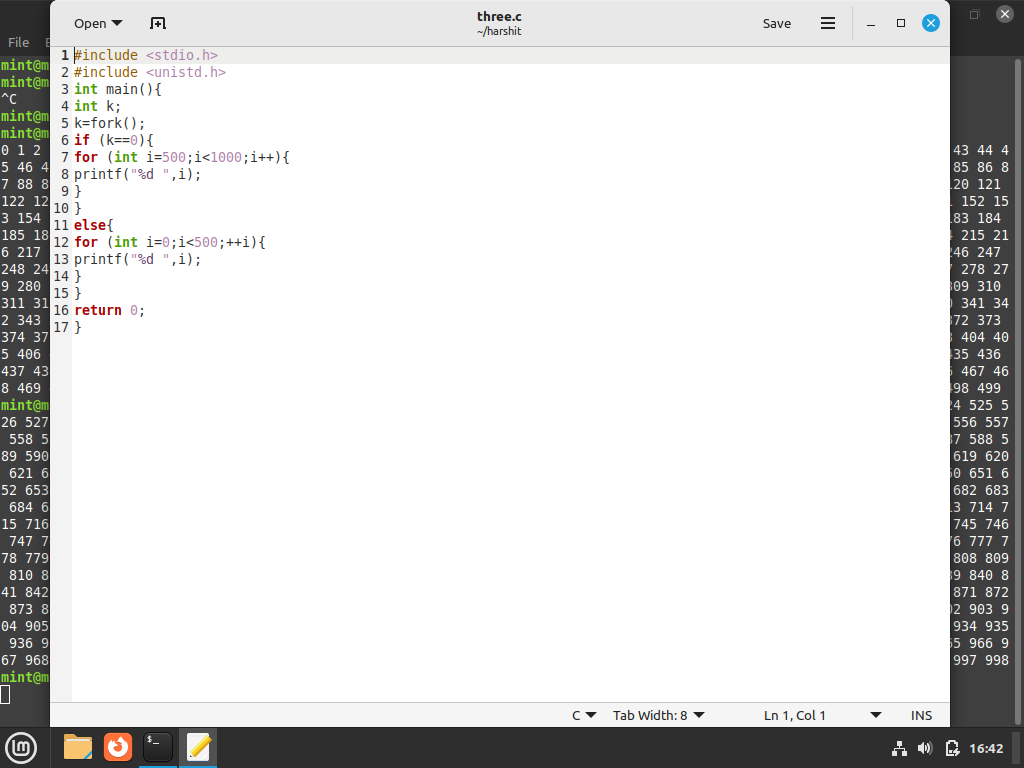 Open
three.c
~/harshit
Save
File
1 #include <stdio.h>
2 #include <unistd.h>
3 int main(){
4 int k;
5 k=fork();
6 if (k==0){
7 for (int i=500;i<1000;i++){
8 printf("%d ",i);
9 }
10 }
11 else{
12 for (int i=0;i<500;++i){
13 printf("%d ",i);
14 }
15 }
16 return 0;
17 }
mint@m
mint@m
^C
mint@m
mint@m
0 1 2 43 44 4
5 46 4 85 86 8
7 88 8 20 121
122 12 152 15
3 154 83 184
185 18 215 21
6 217 46 247
248 24 278 27
9 280 09 310
311 31 341 34
2 343 72 373
374 37 404 40
5 406 35 436
437 43 467 46
8 469 98 499
mint@m 4 525 5
26 527 556 557
558 5 7 588 5
89 590 619 620
621 6 0 651 6
52 653 682 683
684 6 3 714 7
15 716 745 746
747 7 6 777 7
78 779 808 809
810 8 9 840 8
41 842 871 872
873 8 2 903 9
04 905 934 935
936 9 5 966 9
67 968 997 998
mint@m
C
Tab Width: 8
Ln 1, Col 1
INS
16:42